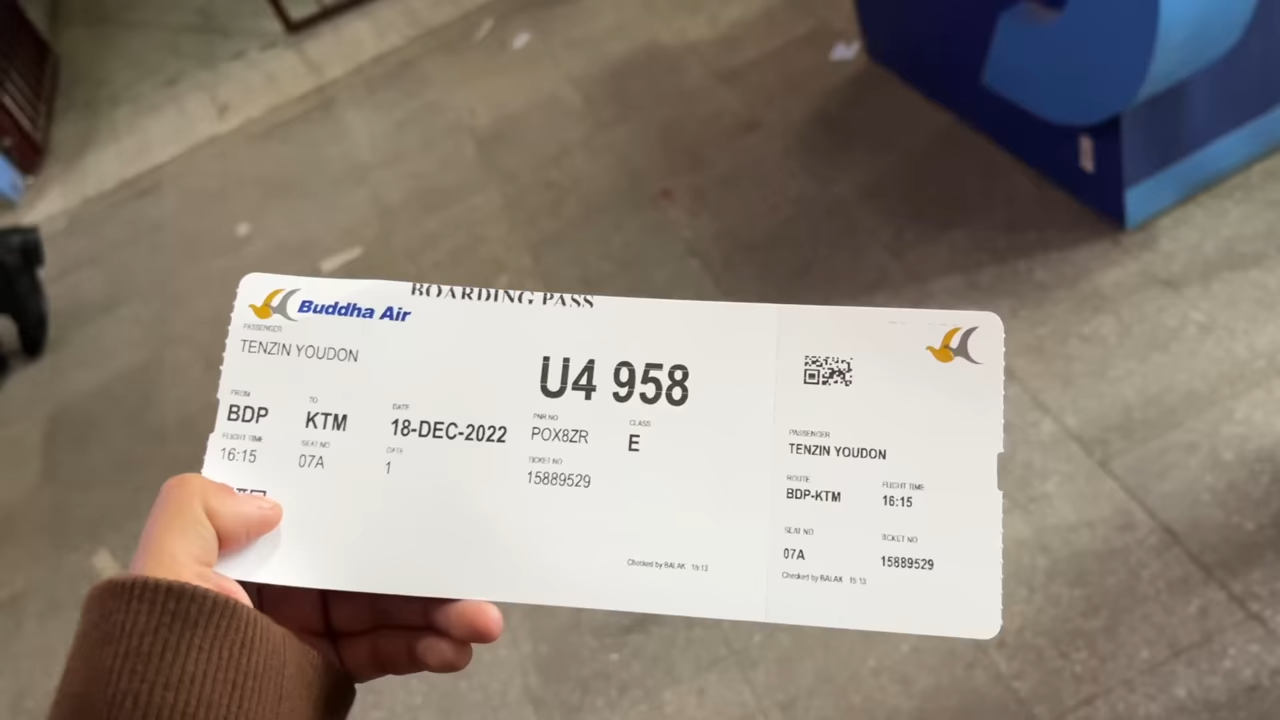 BOARDING PASS
Buddha Air
PASSENGER
TENZIN YOUDON
U4 958
FROM
BDP
TO
KTM
DATE
18-DEC-2022
PNR NO
POX8ZR
CLASS
E
FLIGHT TIME
16:15
SEAT NO
07A
GATE
1
TICKET NO
15889529
Checked by BALAK 15:13
PASSENGER
TENZIN YOUDON
ROUTE
BDP-KTM
FLIGHT TIME
16:15
SEAT NO
07A
TICKET NO
15889529
Checked by BALAK 15:13